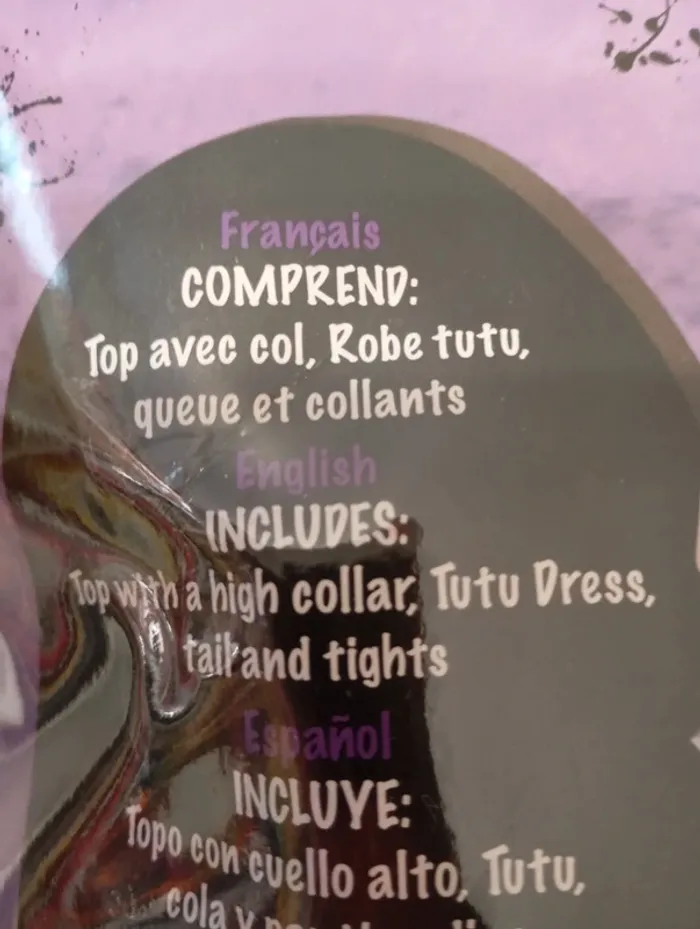 Français
COMPREND:
Top avec col, Robe tutu,
queue et collants
English
INCLUDES:
Top with a high collar, Tutu Dress,
tail and tights
Español
INCLUYE:
Topo con cuello alto, Tutu,
cola y